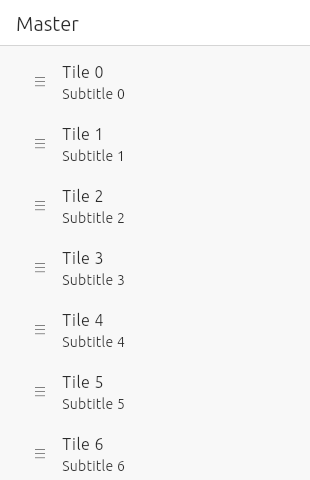 Master
Tile 0
Subtitle 0
Tile 1
Subtitle 1
Tile 2
Subtitle 2
Tile 3
Subtitle 3
Tile 4
Subtitle 4
Tile 5
Subtitle 5
Tile 6
Subtitle 6